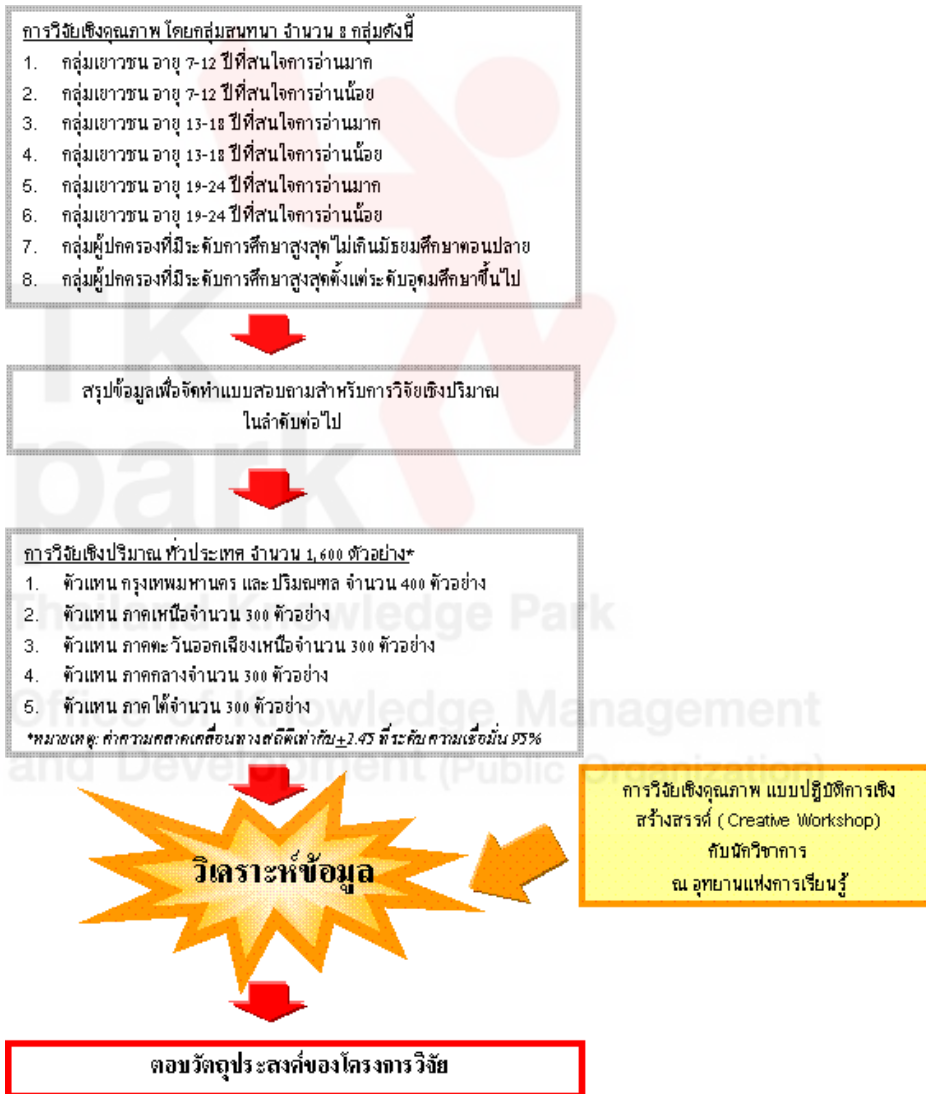 การวิจัยเชิงคุณภาพ โดยกลุ่มสนทนา จำนวน 8 กลุ่มดังนี้
1. กลุ่มเยาวชน อายุ 7-12 ปีที่สนใจการอ่านมาก
2. กลุ่มเยาวชน อายุ 7-12 ปีที่สนใจการอ่านน้อย
3. กลุ่มเยาวชน อายุ 13-18 ปีที่สนใจการอ่านมาก
4. กลุ่มเยาวชน อายุ 13-18 ปีที่สนใจการอ่านน้อย
5. กลุ่มเยาวชน อายุ 19-24 ปีที่สนใจการอ่านมาก
6. กลุ่มเยาวชน อายุ 19-24 ปีที่สนใจการอ่านน้อย
7. กลุ่มผู้ปกครองที่มีระดับการศึกษาสูงสุดไม่เกินมัธยมศึกษาตอนปลาย
8. กลุ่มผู้ปกครองที่มีระดับการศึกษาสูงสุดตั้งแต่ระดับอุดมศึกษาขึ้นไป
TK
park
Thailand Knowledge Park
Office of Knowledge Management
and Development (Public Organization)
สรุปข้อมูลเพื่อจัดทำแบบสอบถามสำหรับการวิจัยเชิงปริมาณ
ในลำดับต่อไป
การวิจัยเชิงปริมาณ ทั่วประเทศ จำนวน 1,600 ตัวอย่าง*
1. ตัวแทน กรุงเทพมหานคร และ ปริมณฑล จำนวน 400 ตัวอย่าง
2. ตัวแทน ภาคเหนือจำนวน 300 ตัวอย่าง
3. ตัวแทน ภาคตะวันออกเฉียงเหนือจำนวน 300 ตัวอย่าง
4. ตัวแทน ภาคกลางจำนวน 300 ตัวอย่าง
5. ตัวแทน ภาคใต้จำนวน 300 ตัวอย่าง
*หมายเหตุ: ค่าความคลาดเคลื่อนทางสถิติเท่ากับ±2.45 ที่ระดับความเชื่อมั่น 95%
การวิจัยเชิงคุณภาพ แบบปฏิบัติการเชิง
สร้างสรรค์ (Creative Workshop)
กับนักวิชาการ
ณ อุทยานแห่งการเรียนรู้
วิเคราะห์ข้อมูล
ตอบวัตถุประสงค์ของโครงการวิจัย